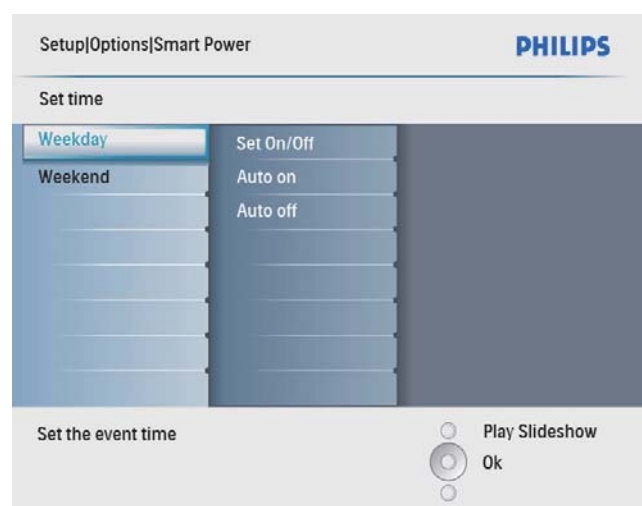 Setup|Options|Smart Power
PHILIPS
Set time
Weekday
Set On/Off
Weekend
Auto on
Auto off
Set the event time
Play Slideshow
Ok